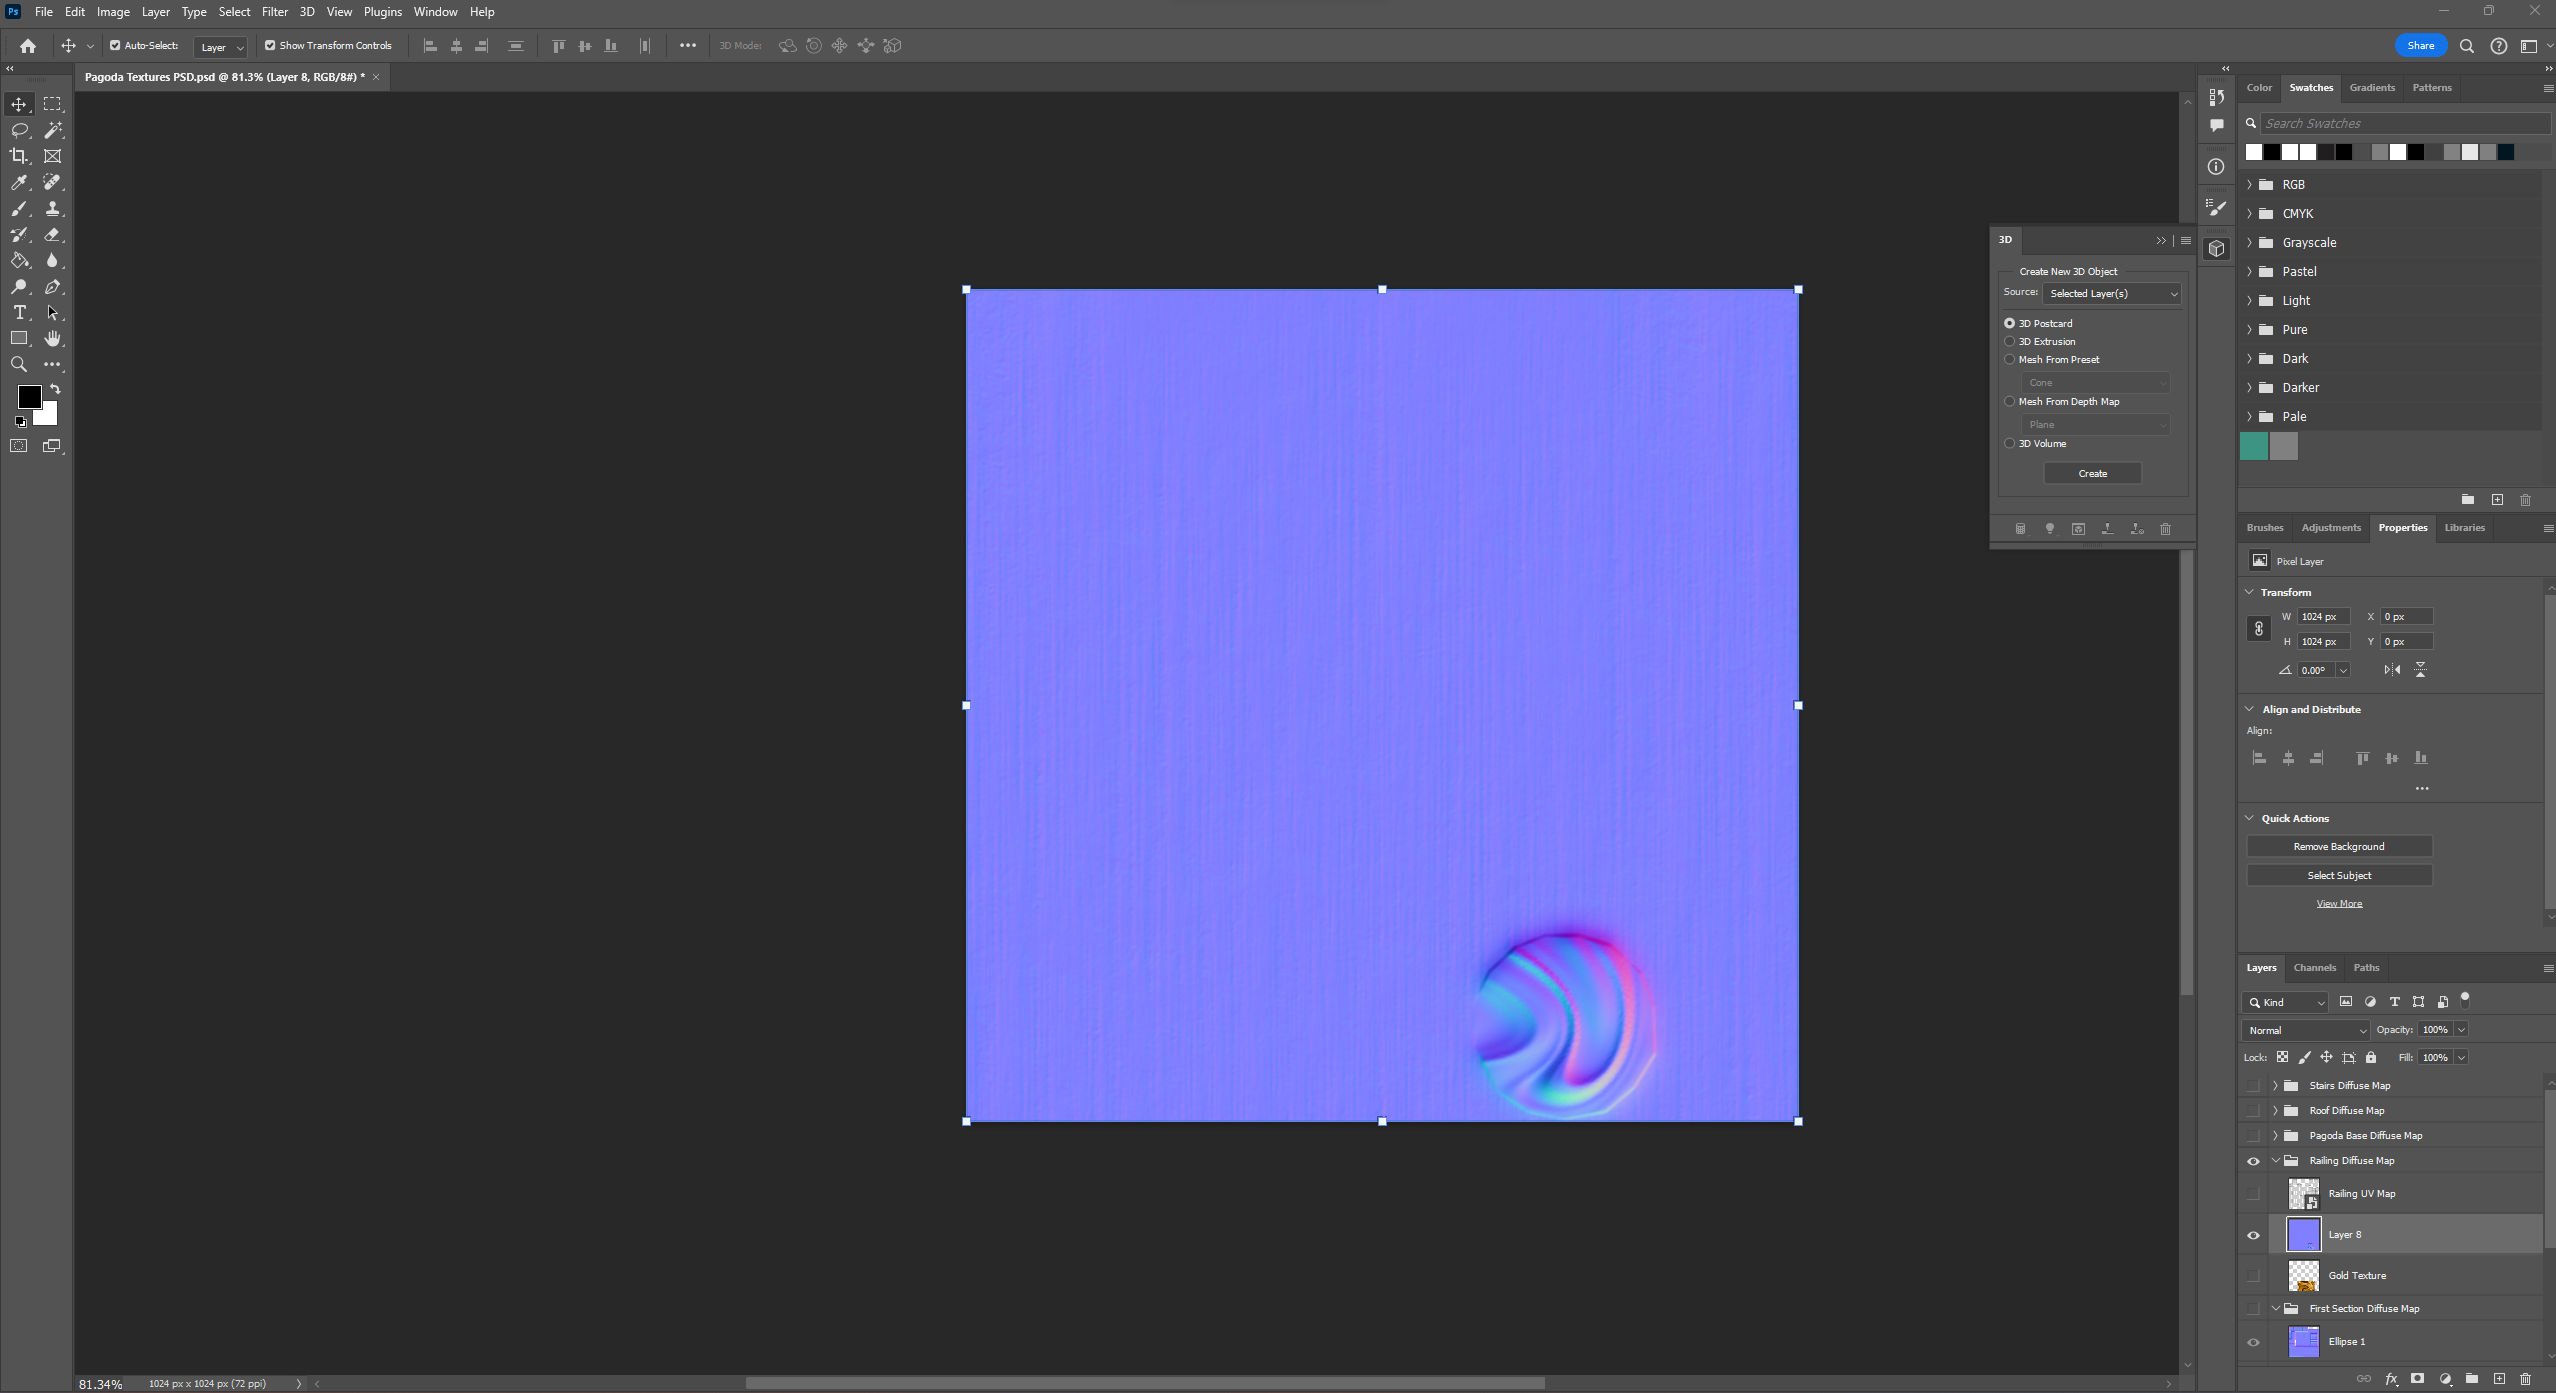 Ps File Edit Image Layer Type Select Filter 3D View Plugins Window Help
Auto-Select: Layer Show Transform Controls 3D Mode: Share
Pagoda Textures PSD.psd @ 81.3% (Layer 8, RGB/8#) *
3D
Create New 3D Object
Source: Selected Layer(s)
3D Postcard
3D Extrusion
Mesh From Preset
Cone
Mesh From Depth Map
Plane
3D Volume
Create
Color Swatches Gradients Patterns
Search Swatches
RGB
CMYK
Grayscale
Pastel
Light
Pure
Dark
Darker
Pale
Brushes Adjustments Properties Libraries
Pixel Layer
Transform
W 1024 px X 0 px
H 1024 px Y 0 px
0.00°
Align and Distribute
Align:
Quick Actions
Remove Background
Select Subject
View More
Layers Channels Paths
Kind
Normal Opacity: 100%
Lock: Fill: 100%
Stairs Diffuse Map
Roof Diffuse Map
Pagoda Base Diffuse Map
Railing Diffuse Map
Railing UV Map
Layer 8
Gold Texture
First Section Diffuse Map
Ellipse 1
fx
81.34% 1024 px x 1024 px (72 ppi)